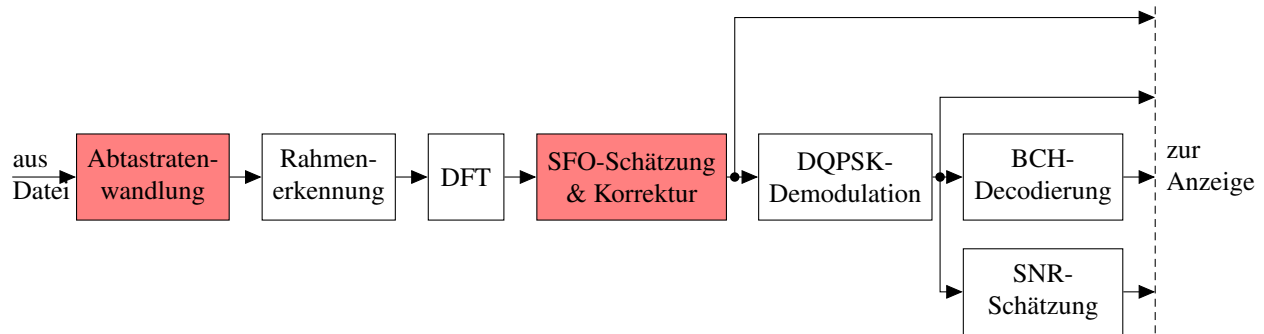 aus
Datei
Abtastraten-
wandlung
Rahmen-
erkennung
DFT
SFO-Schätzung
& Korrektur
DQPSK-
Demodulation
BCH-
Decodierung
SNR-
Schätzung
zur
Anzeige